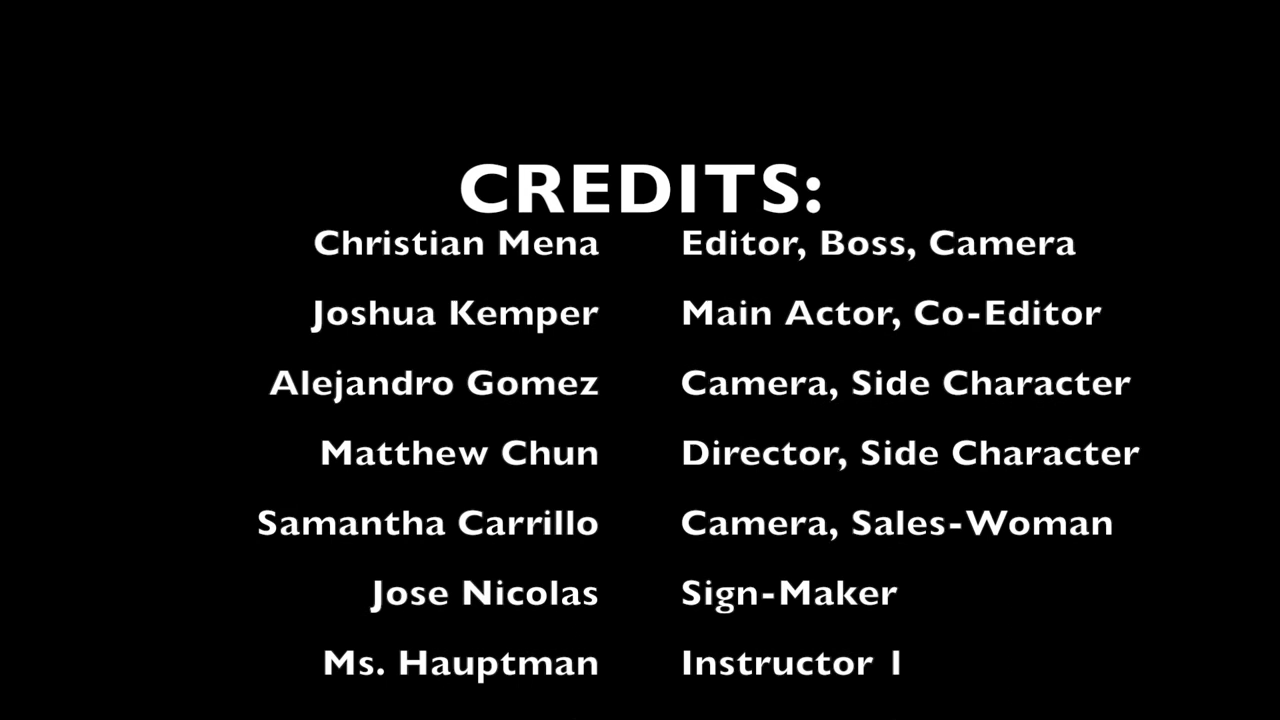 CREDITS:
Christian Mena Editor, Boss, Camera
Joshua Kemper Main Actor, Co-Editor
Alejandro Gomez Camera, Side Character
Matthew Chun Director, Side Character
Samantha Carrillo Camera, Sales-Woman
Jose Nicolas Sign-Maker
Ms. Hauptman Instructor 1